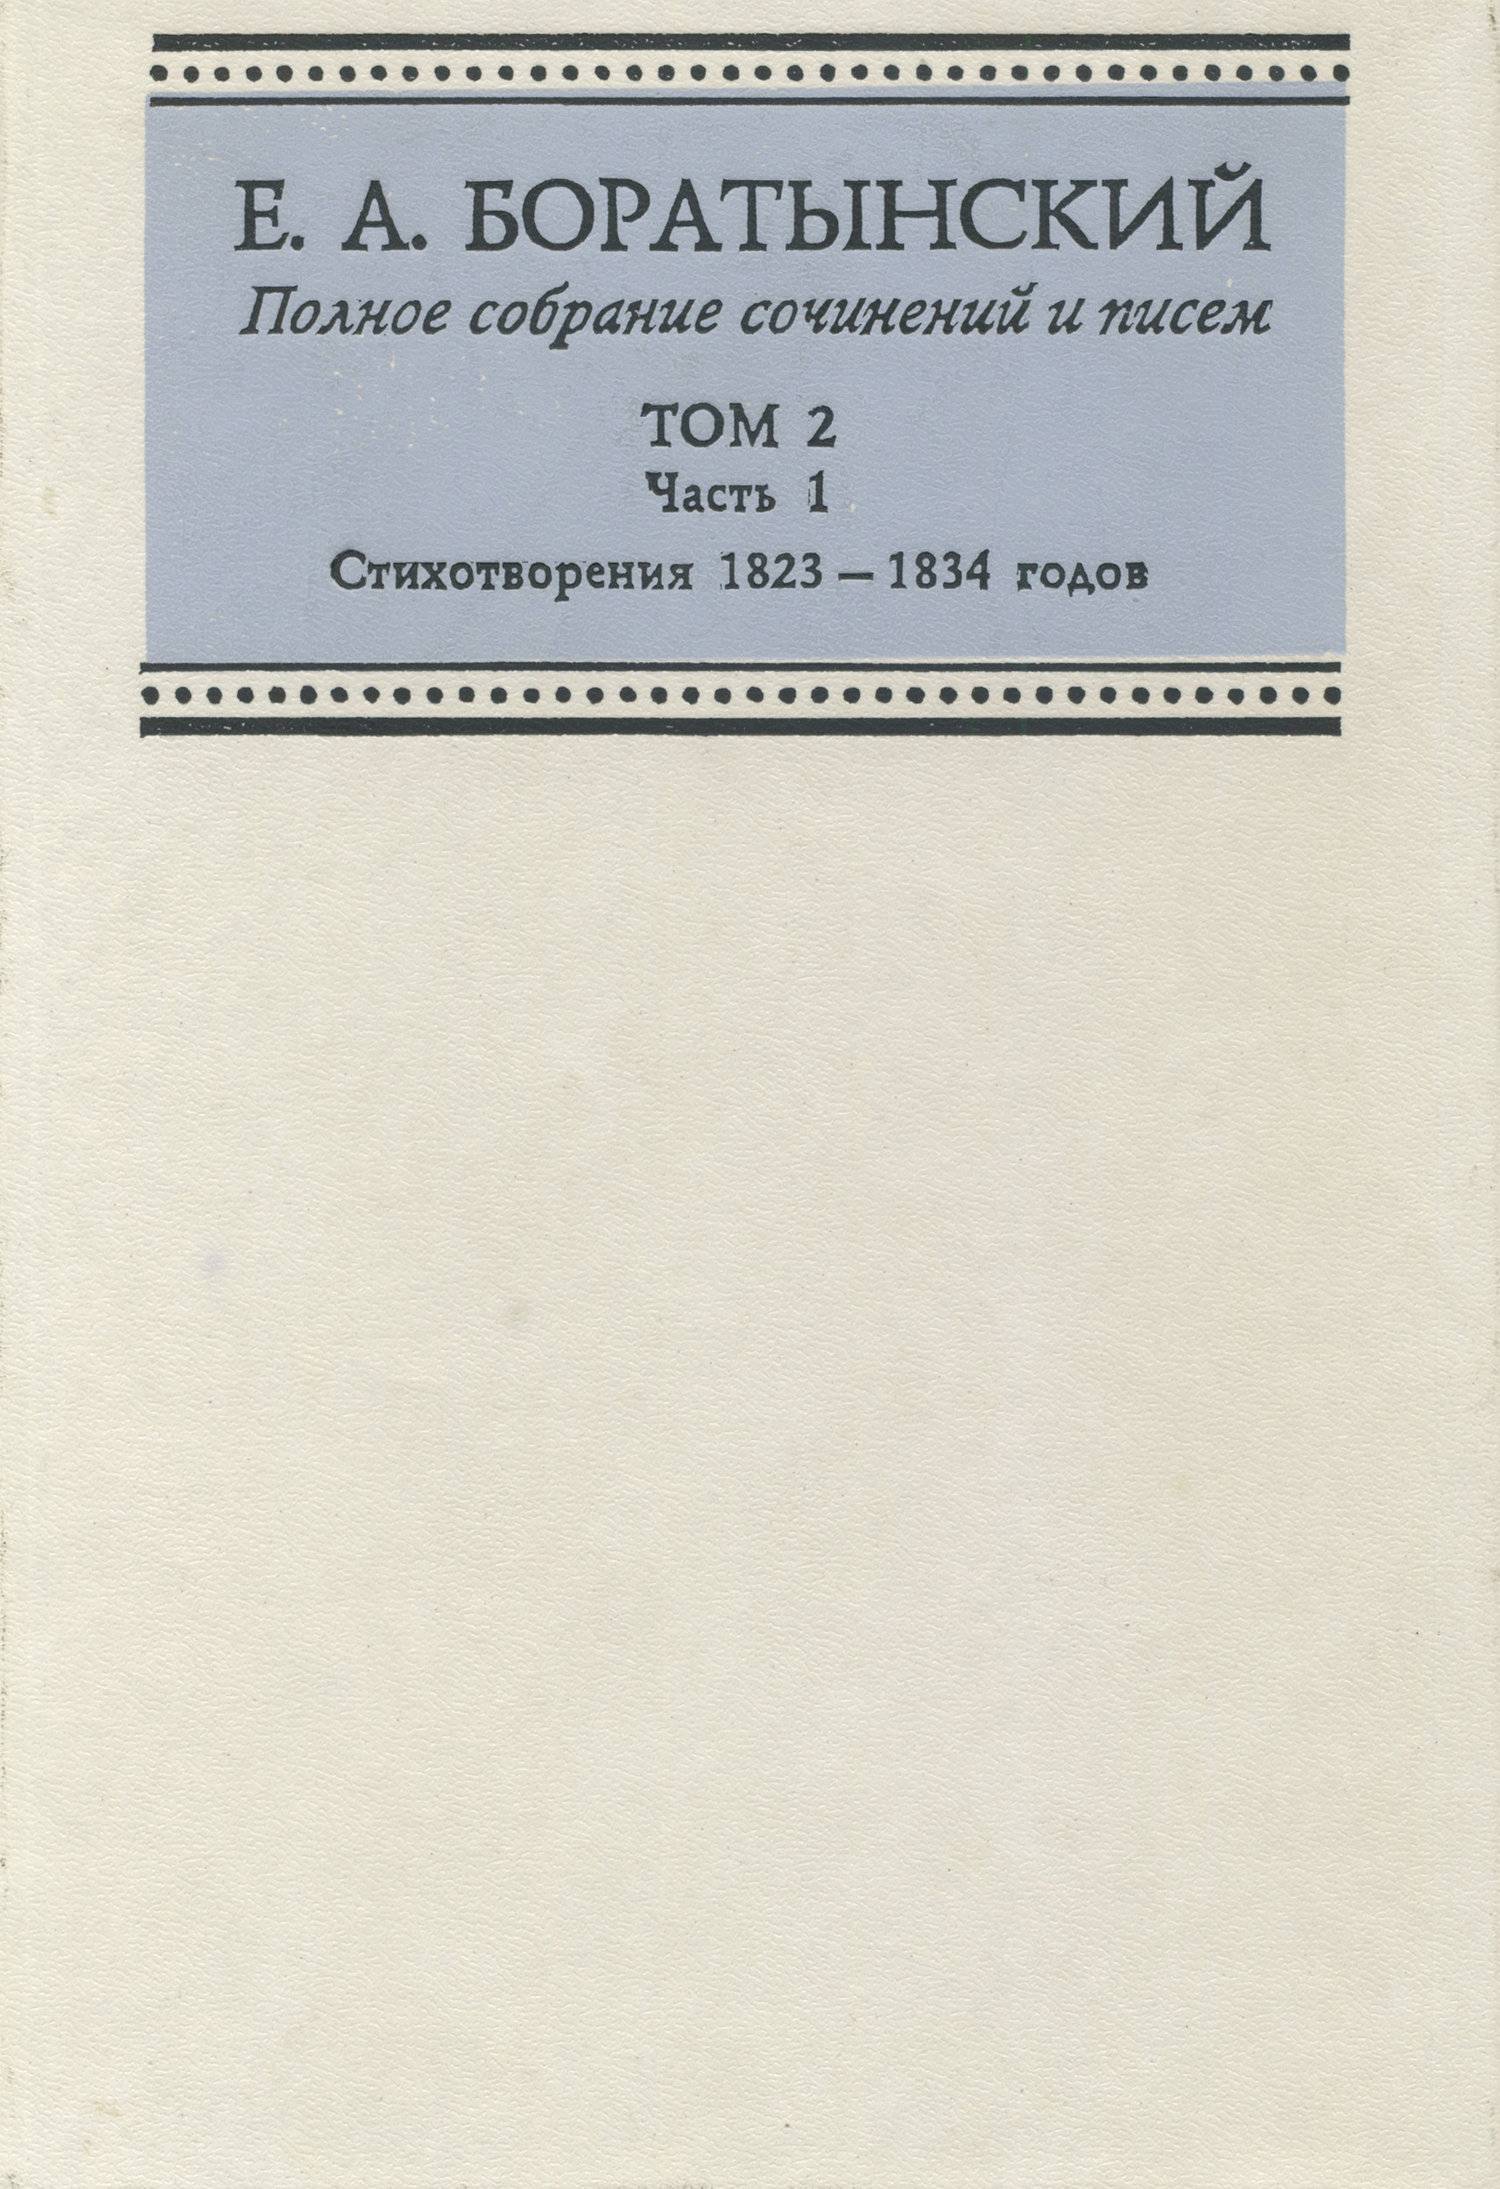 Е. А. БОРАТЫНСКИЙ
Полное собрание сочинений и писем
ТОМ 2
Часть 1
Стихотворения 1823 – 1834 годов